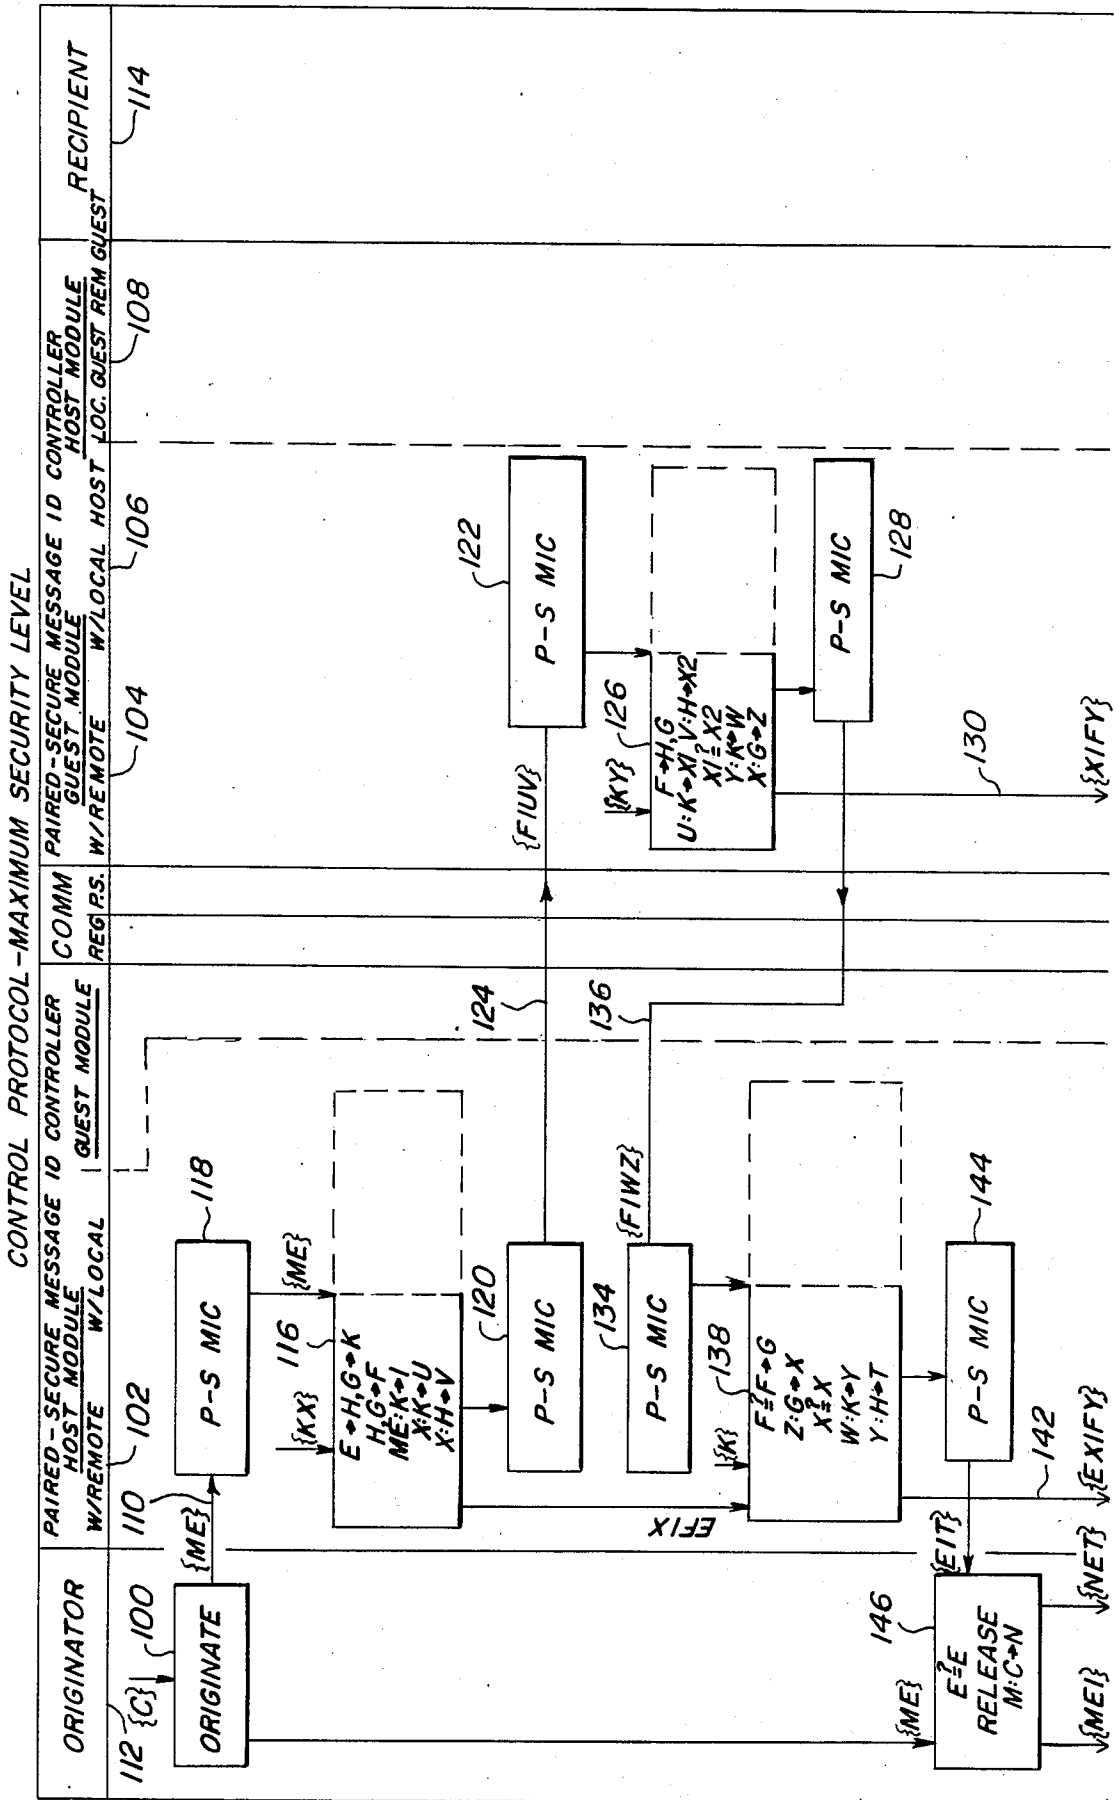 CONTROL PROTOCOL-MAXIMUM SECURITY LEVEL
ORIGINATOR
PAIRED-SECURE MESSAGE ID CONTROLLER
HOST MODULE
W/REMOTE W/LOCAL
GUEST MODULE
COMM
REG P.S.
PAIRED-SECURE MESSAGE ID CONTROLLER
GUEST MODULE
HOST MODULE
W/REMOTE W/LOCAL HOST LOC. GUEST REM GUEST
RECIPIENT
112
102
104
106
108
114
{C}
100
ORIGINATE
{ME}
110
P-S MIC
118
{ME}
{KX}
116
E→H,G→K
H,G→F
ME:K→I
X:K→U
X:H→V
120
P-S MIC
124
{FIUV}
122
P-S MIC
{KY}
126
F→H,G
U:K→X1,V:H→X2
X1≟X2
Y:K→W
X:G→Z
P-S MIC
128
130
{XIFY}
136
{FIWZ}
134
P-S MIC
EFIX
{K}
138
F≟F→G
Z:G→X
X≟X
W:K→Y
Y:H→T
P-S MIC
144
142
{EXIFY}
{EIT}
{ME}
146
E≟E
RELEASE
M:C→N
{MEI}
{NET}